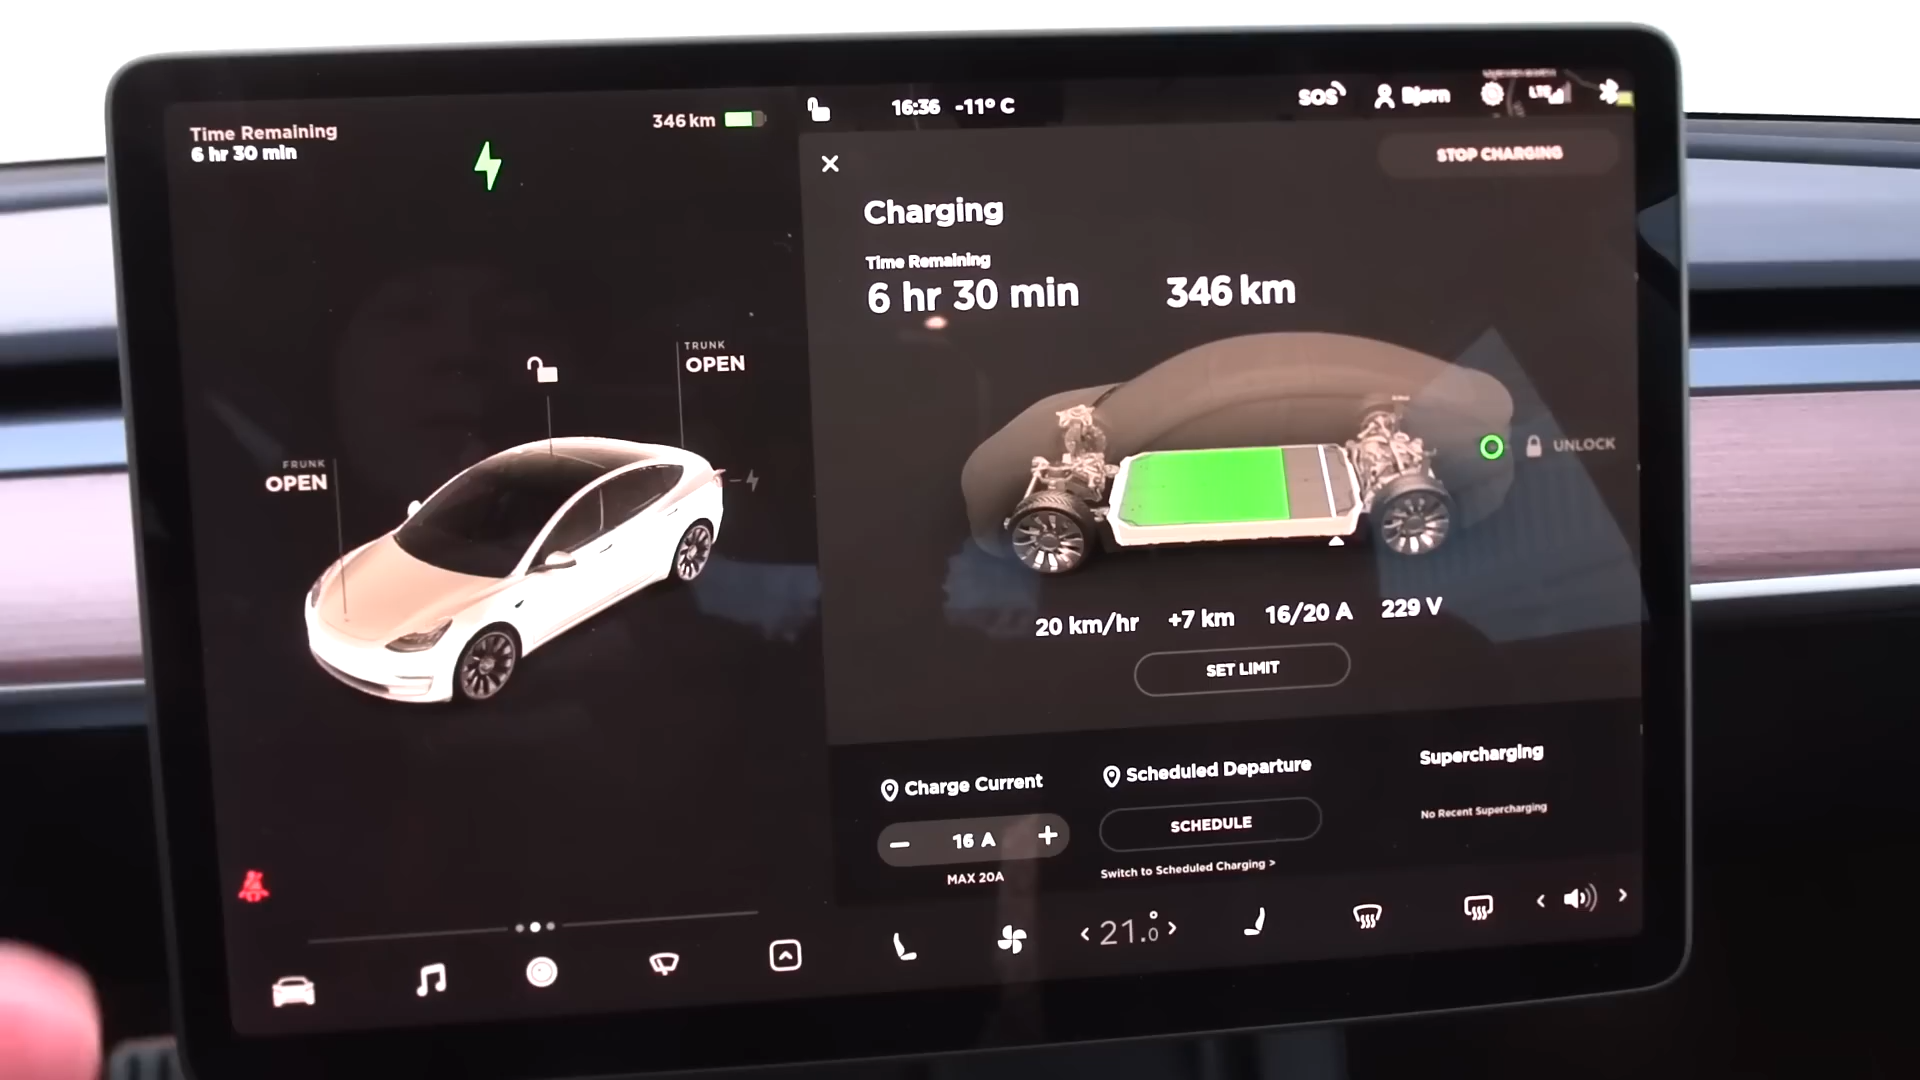 Time Remaining
6 hr 30 min
346 km
16:36 -11° C
SOS
Bjørn
LTE
STOP CHARGING
Charging
Time Remaining
6 hr 30 min
346 km
TRUNK
OPEN
FRUNK
OPEN
UNLOCK
20 km/hr +7 km 16/20 A 229 V
SET LIMIT
Charge Current
16 A
MAX 20A
Scheduled Departure
SCHEDULE
Switch to Scheduled Charging >
Supercharging
No Recent Supercharging
21.0°